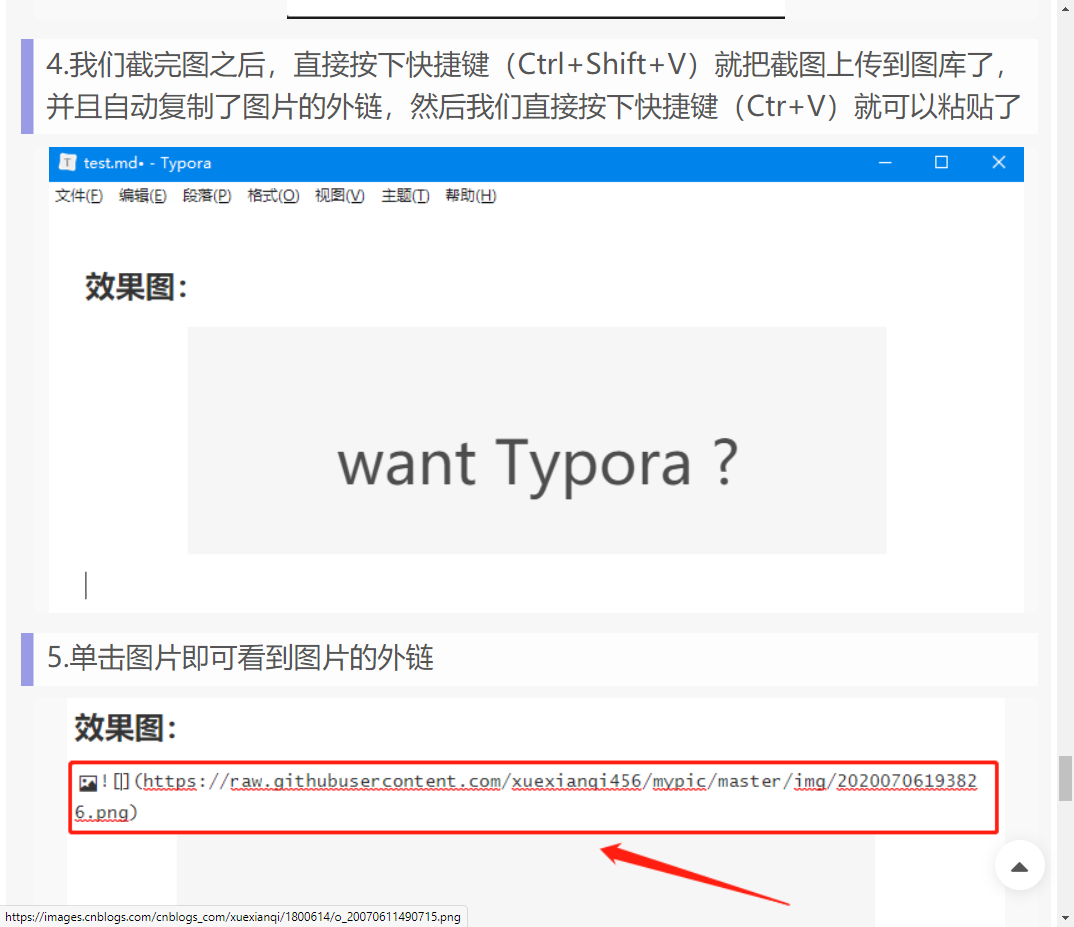 4.我们截完图之后，直接按下快捷键（Ctrl+Shift+V）就把截图上传到图库了，
并且自动复制了图片的外链，然后我们直接按下快捷键（Ctr+V）就可以粘贴了
test.md• - Typora
文件(F) 编辑(E) 段落(P) 格式(O) 视图(V) 主题(T) 帮助(H)
效果图：
want Typora ?
5.单击图片即可看到图片的外链
效果图：
![](https://raw.githubusercontent.com/xuexianqi456/mypic/master/img/2020070619382
6.png)
https://images.cnblogs.com/cnblogs_com/xuexianqi/1800614/o_20070611490715.png